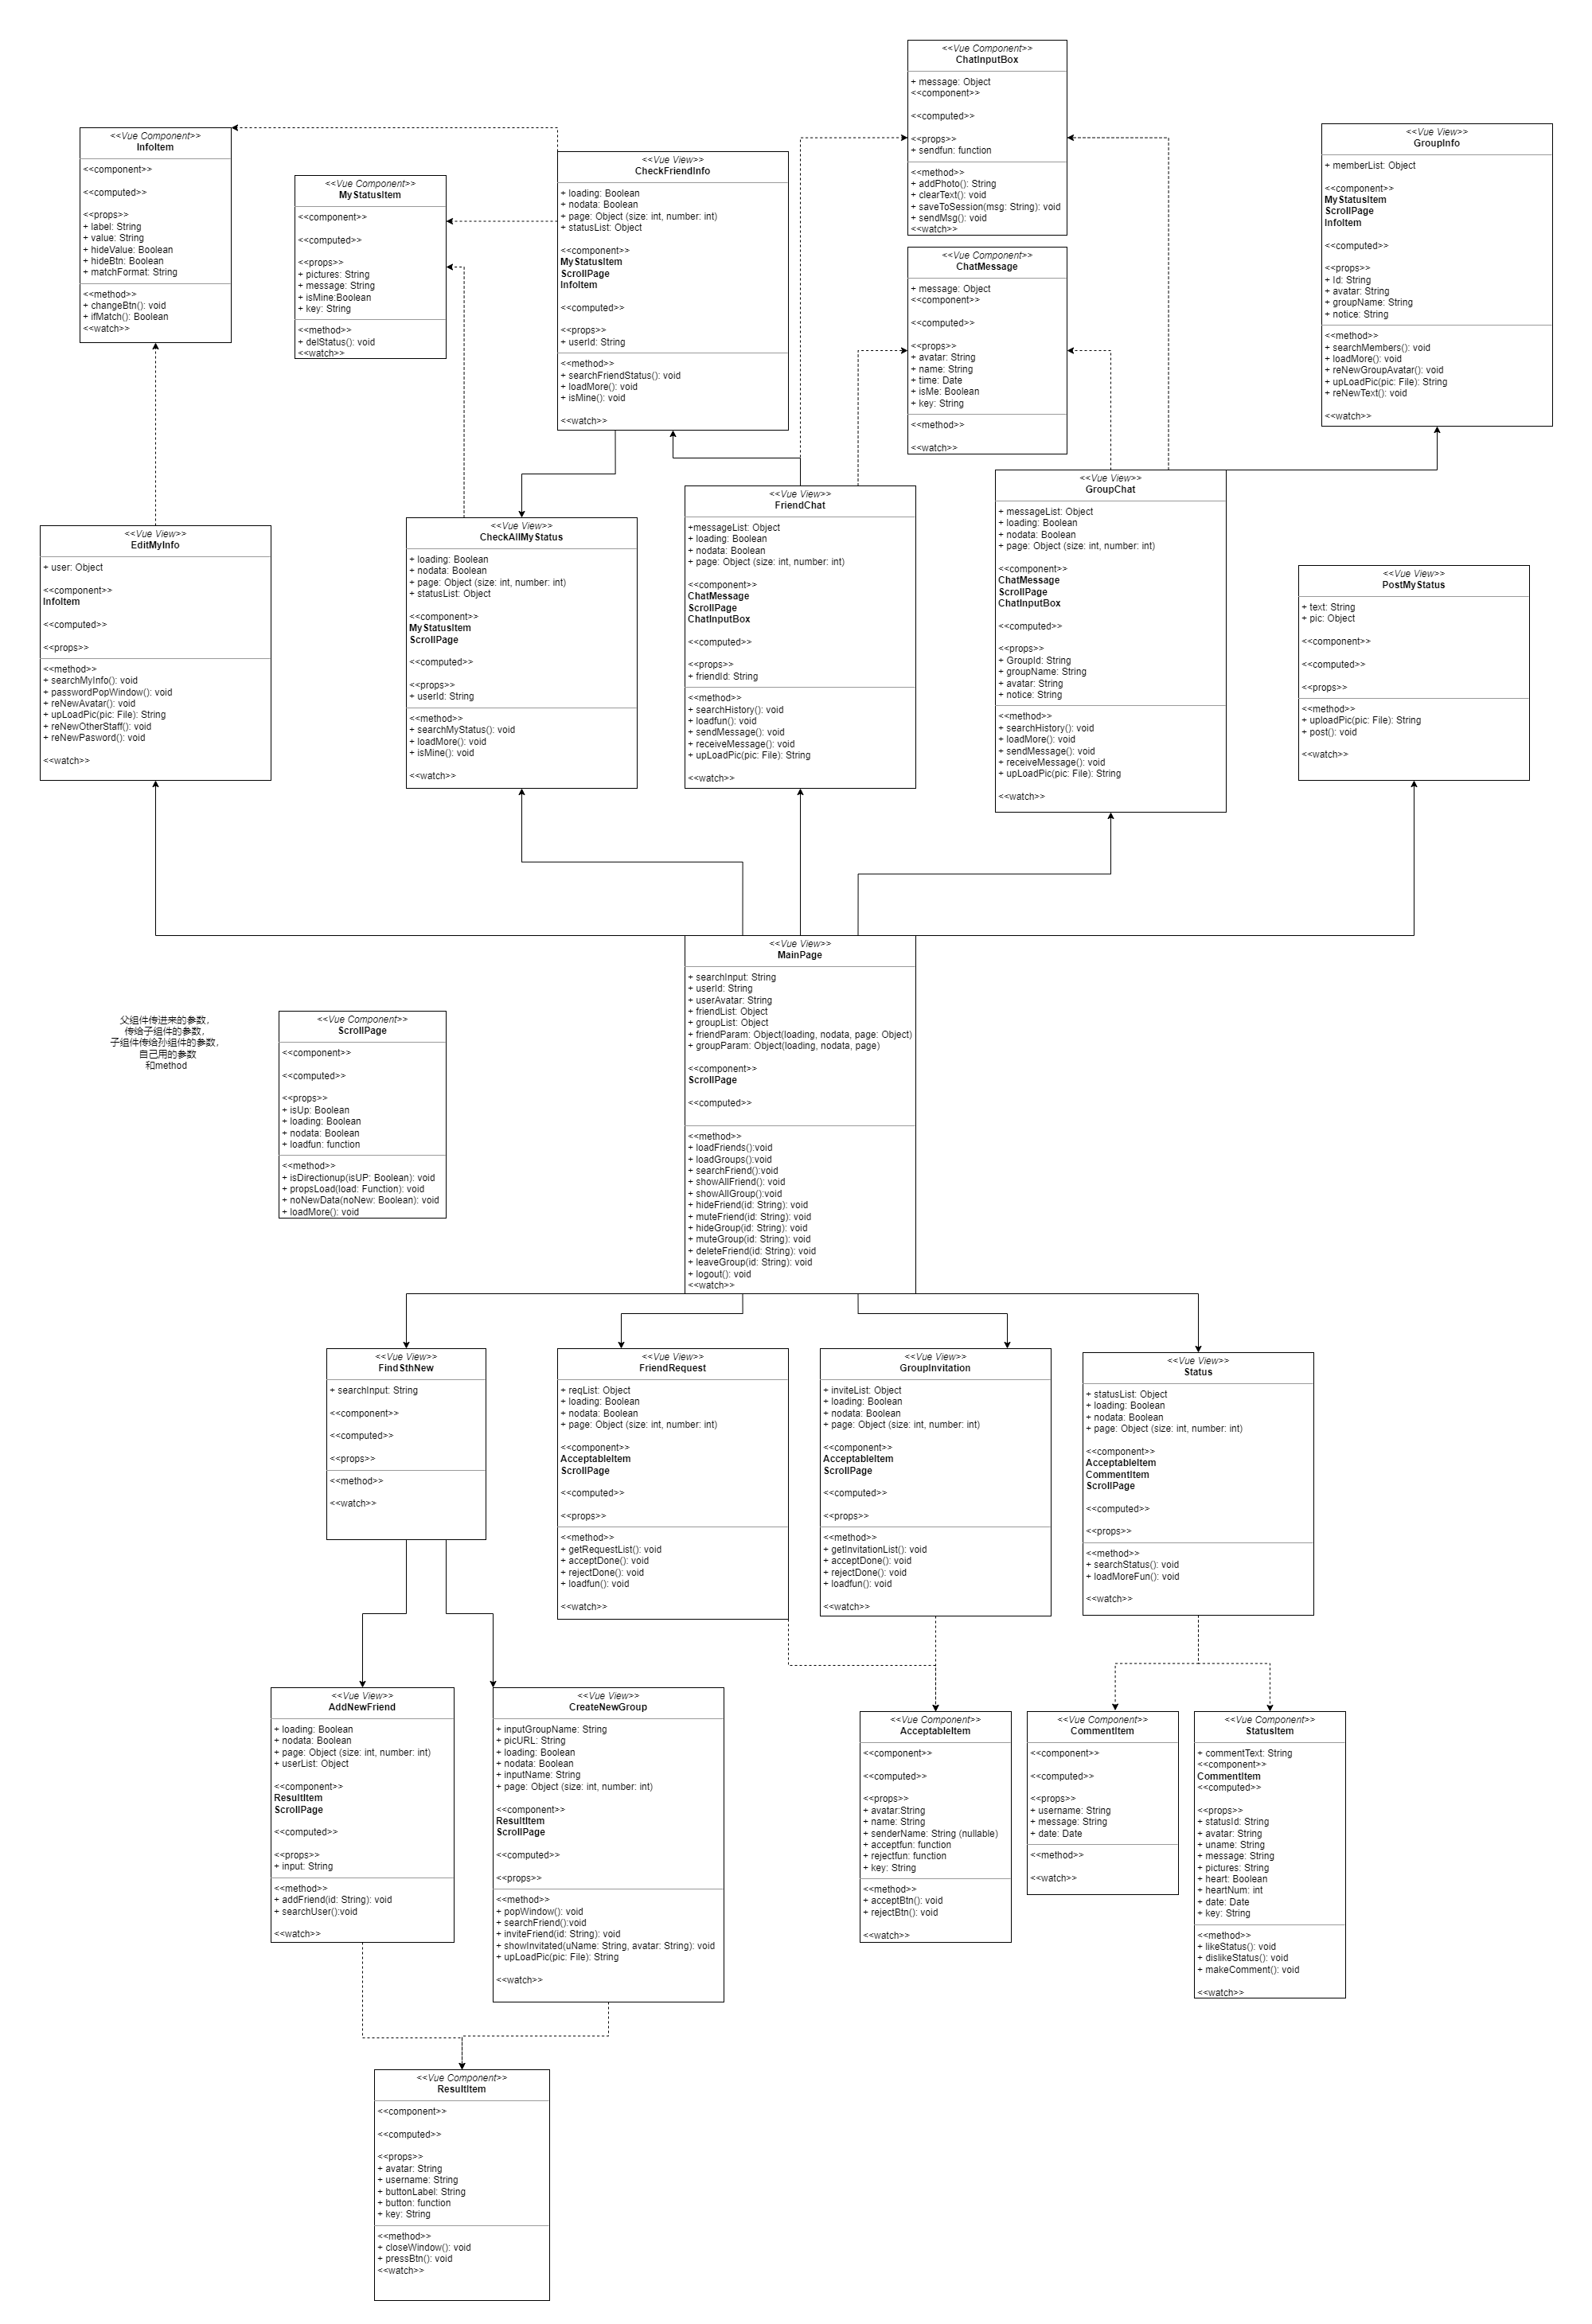 <<Vue Component>>
ChatInputBox
+ message: Object
<<component>>
<<computed>>
<<props>>
+ sendfun: function
<<method>>
+ addPhoto(): String
+ clearText(): void
+ saveToSession(msg: String): void
+ sendMsg(): void
<<watch>>
<<Vue Component>>
InfoItem
<<component>>
<<computed>>
<<props>>
+ label: String
+ value: String
+ hideValue: Boolean
+ hideBtn: Boolean
+ matchFormat: String
<<method>>
+ changeBtn(): void
+ ifMatch(): Boolean
<<watch>>
<<Vue Component>>
MyStatusItem
<<component>>
<<computed>>
<<props>>
+ pictures: String
+ message: String
+ isMine:Boolean
+ key: String
<<method>>
+ delStatus(): void
<<watch>>
<<Vue View>>
CheckFriendInfo
+ loading: Boolean
+ nodata: Boolean
+ page: Object (size: int, number: int)
+ statusList: Object
<<component>>
MyStatusItem
ScrollPage
InfoItem
<<computed>>
<<props>>
+ userId: String
<<method>>
+ searchFriendStatus(): void
+ loadMore(): void
+ isMine(): void
<<watch>>
<<Vue Component>>
ChatMessage
+ message: Object
<<component>>
<<computed>>
<<props>>
+ avatar: String
+ name: String
+ time: Date
+ isMe: Boolean
+ key: String
<<method>>
<<watch>>
<<Vue View>>
GroupInfo
+ memberList: Object
<<component>>
MyStatusItem
ScrollPage
InfoItem
<<computed>>
<<props>>
+ Id: String
+ avatar: String
+ groupName: String
+ notice: String
<<method>>
+ searchMembers(): void
+ loadMore(): void
+ reNewGroupAvatar(): void
+ upLoadPic(pic: File): String
+ reNewText(): void
<<watch>>
<<Vue View>>
EditMyInfo
+ user: Object
<<component>>
InfoItem
<<computed>>
<<props>>
<<method>>
+ searchMyInfo(): void
+ passwordPopWindow(): void
+ reNewAvatar(): void
+ upLoadPic(pic: File): String
+ reNewOtherStaff(): void
+ reNewPasword(): void
<<watch>>
<<Vue View>>
CheckAllMyStatus
+ loading: Boolean
+ nodata: Boolean
+ page: Object (size: int, number: int)
+ statusList: Object
<<component>>
MyStatusItem
ScrollPage
<<computed>>
<<props>>
+ userId: String
<<method>>
+ searchMyStatus(): void
+ loadMore(): void
+ isMine(): void
<<watch>>
<<Vue View>>
FriendChat
+messageList: Object
+ loading: Boolean
+ nodata: Boolean
+ page: Object (size: int, number: int)
<<component>>
ChatMessage
ScrollPage
ChatInputBox
<<computed>>
<<props>>
+ friendId: String
<<method>>
+ searchHistory(): void
+ loadfun(): void
+ sendMessage(): void
+ receiveMessage(): void
+ upLoadPic(pic: File): String
<<watch>>
<<Vue View>>
GroupChat
+ messageList: Object
+ loading: Boolean
+ nodata: Boolean
+ page: Object (size: int, number: int)
<<component>>
ChatMessage
ScrollPage
ChatInputBox
<<computed>>
<<props>>
+ GroupId: String
+ groupName: String
+ avatar: String
+ notice: String
<<method>>
+ searchHistory(): void
+ loadMore(): void
+ sendMessage(): void
+ receiveMessage(): void
+ upLoadPic(pic: File): String
<<watch>>
<<Vue View>>
PostMyStatus
+ text: String
+ pic: Object
<<component>>
<<computed>>
<<props>>
<<method>>
+ uploadPic(pic: File): String
+ post(): void
<<watch>>
<<Vue View>>
MainPage
+ searchInput: String
+ userId: String
+ userAvatar: String
+ friendList: Object
+ groupList: Object
+ friendParam: Object(loading, nodata, page: Object)
+ groupParam: Object(loading, nodata, page)
<<component>>
ScrollPage
<<computed>>
<<method>>
+ loadFriends():void
+ loadGroups():void
+ searchFriend():void
+ showAllFriend(): void
+ showAllGroup():void
+ hideFriend(id: String): void
+ muteFriend(id: String): void
+ hideGroup(id: String): void
+ muteGroup(id: String): void
+ deleteFriend(id: String): void
+ leaveGroup(id: String): void
+ logout(): void
<<watch>>
父组件传进来的参数，
传给子组件的参数，
子组件传给孙组件的参数，
自己用的参数
和method
<<Vue Component>>
ScrollPage
<<component>>
<<computed>>
<<props>>
+ isUp: Boolean
+ loading: Boolean
+ nodata: Boolean
+ loadfun: function
<<method>>
+ isDirectionup(isUP: Boolean): void
+ propsLoad(load: Function): void
+ noNewData(noNew: Boolean): void
+ loadMore(): void
<<Vue View>>
FindSthNew
+ searchInput: String
<<component>>
<<computed>>
<<props>>
<<method>>
<<watch>>
<<Vue View>>
FriendRequest
+ reqList: Object
+ loading: Boolean
+ nodata: Boolean
+ page: Object (size: int, number: int)
<<component>>
AcceptableItem
ScrollPage
<<computed>>
<<props>>
<<method>>
+ getRequestList(): void
+ acceptDone(): void
+ rejectDone(): void
+ loadfun(): void
<<watch>>
<<Vue View>>
GroupInvitation
+ inviteList: Object
+ loading: Boolean
+ nodata: Boolean
+ page: Object (size: int, number: int)
<<component>>
AcceptableItem
ScrollPage
<<computed>>
<<props>>
<<method>>
+ getInvitationList(): void
+ acceptDone(): void
+ rejectDone(): void
+ loadfun(): void
<<watch>>
<<Vue View>>
Status
+ statusList: Object
+ loading: Boolean
+ nodata: Boolean
+ page: Object (size: int, number: int)
<<component>>
AcceptableItem
CommentItem
ScrollPage
<<computed>>
<<props>>
<<method>>
+ searchStatus(): void
+ loadMoreFun(): void
<<watch>>
<<Vue View>>
AddNewFriend
+ loading: Boolean
+ nodata: Boolean
+ page: Object (size: int, number: int)
+ userList: Object
<<component>>
ResultItem
ScrollPage
<<computed>>
<<props>>
+ input: String
<<method>>
+ addFriend(id: String): void
+ searchUser():void
<<watch>>
<<Vue View>>
CreateNewGroup
+ inputGroupName: String
+ picURL: String
+ loading: Boolean
+ nodata: Boolean
+ inputName: String
+ page: Object (size: int, number: int)
<<component>>
ResultItem
ScrollPage
<<computed>>
<<props>>
<<method>>
+ popWindow(): void
+ searchFriend():void
+ inviteFriend(id: String): void
+ showInvitated(uName: String, avatar: String): void
+ upLoadPic(pic: File): String
<<watch>>
<<Vue Component>>
AcceptableItem
<<component>>
<<computed>>
<<props>>
+ avatar:String
+ name: String
+ senderName: String (nullable)
+ acceptfun: function
+ rejectfun: function
+ key: String
<<method>>
+ acceptBtn(): void
+ rejectBtn(): void
<<watch>>
<<Vue Component>>
CommentItem
<<component>>
<<computed>>
<<props>>
+ username: String
+ message: String
+ date: Date
<<method>>
<<watch>>
<<Vue Component>>
StatusItem
+ commentText: String
<<component>>
CommentItem
<<computed>>
<<props>>
+ statusId: String
+ avatar: String
+ uname: String
+ message: String
+ pictures: String
+ heart: Boolean
+ heartNum: int
+ date: Date
+ key: String
<<method>>
+ likeStatus(): void
+ dislikeStatus(): void
+ makeComment(): void
<<watch>>
<<Vue Component>>
ResultItem
<<component>>
<<computed>>
<<props>>
+ avatar: String
+ username: String
+ buttonLabel: String
+ button: function
+ key: String
<<method>>
+ closeWindow(): void
+ pressBtn(): void
<<watch>>